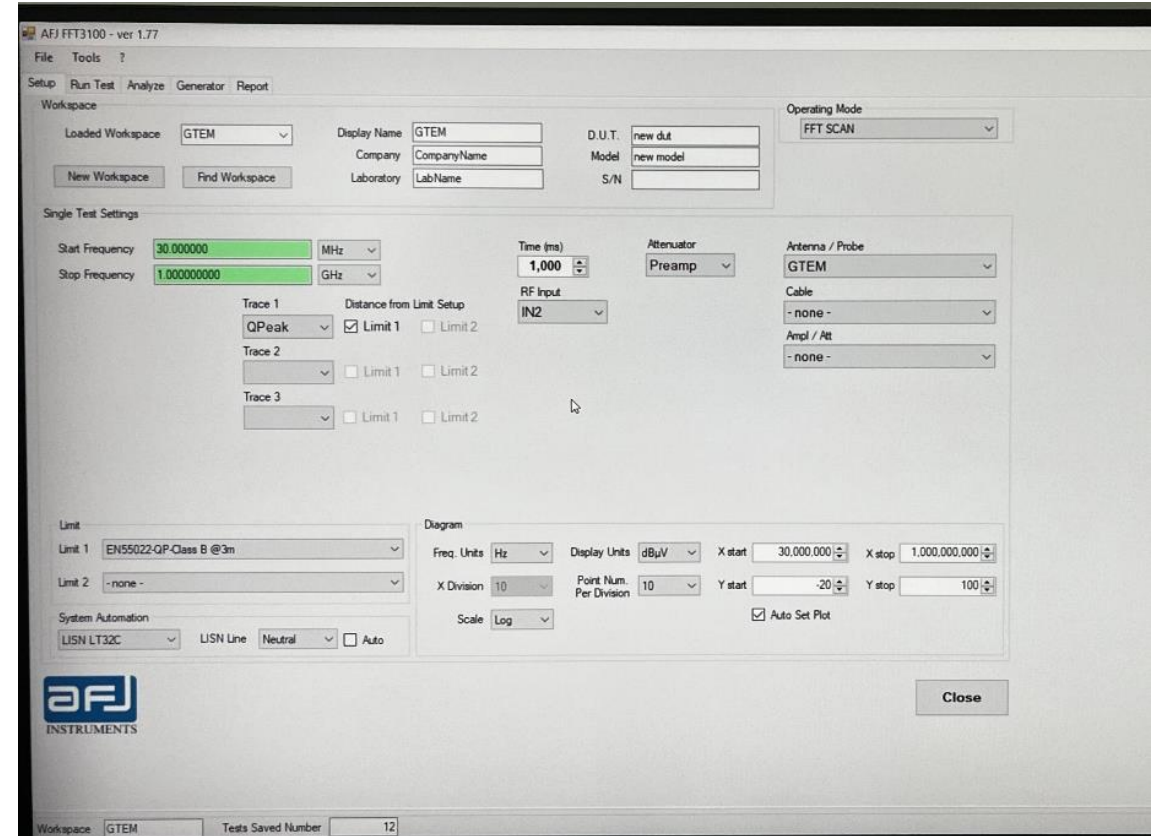 AFJ FFT3100 - ver 1.77
File Tools ?
Setup Run Test Analyze Generator Report
Workspace
Loaded Workspace GTEM
New Workspace Find Workspace
Display Name GTEM
Company CompanyName
Laboratory LabName
D.U.T. new dut
Model new model
S/N
Operating Mode
FFT SCAN
Single Test Settings
Start Frequency 30.000000 MHz
Stop Frequency 1.000000000 GHz
Trace 1 Distance from Limit Setup
QPeak Limit 1 Limit 2
Trace 2
Limit 1 Limit 2
Trace 3
Limit 1 Limit 2
Time (ms)
1,000
RF Input
IN2
Attenuator
Preamp
Antenna / Probe
GTEM
Cable
- none -
Ampl / Att
- none -
Limit
Limit 1 EN55022-QP-Class B @3m
Limit 2 - none -
System Automation
LISN LT32C LISN Line Neutral Auto
Diagram
Freq. Units Hz Display Units dBµV X start 30,000,000 X stop 1,000,000,000
X Division 10 Point Num. Per Division 10 Y start -20 Y stop 100
Scale Log Auto Set Plot
afj
INSTRUMENTS
Close
Workspace GTEM Tests Saved Number 12